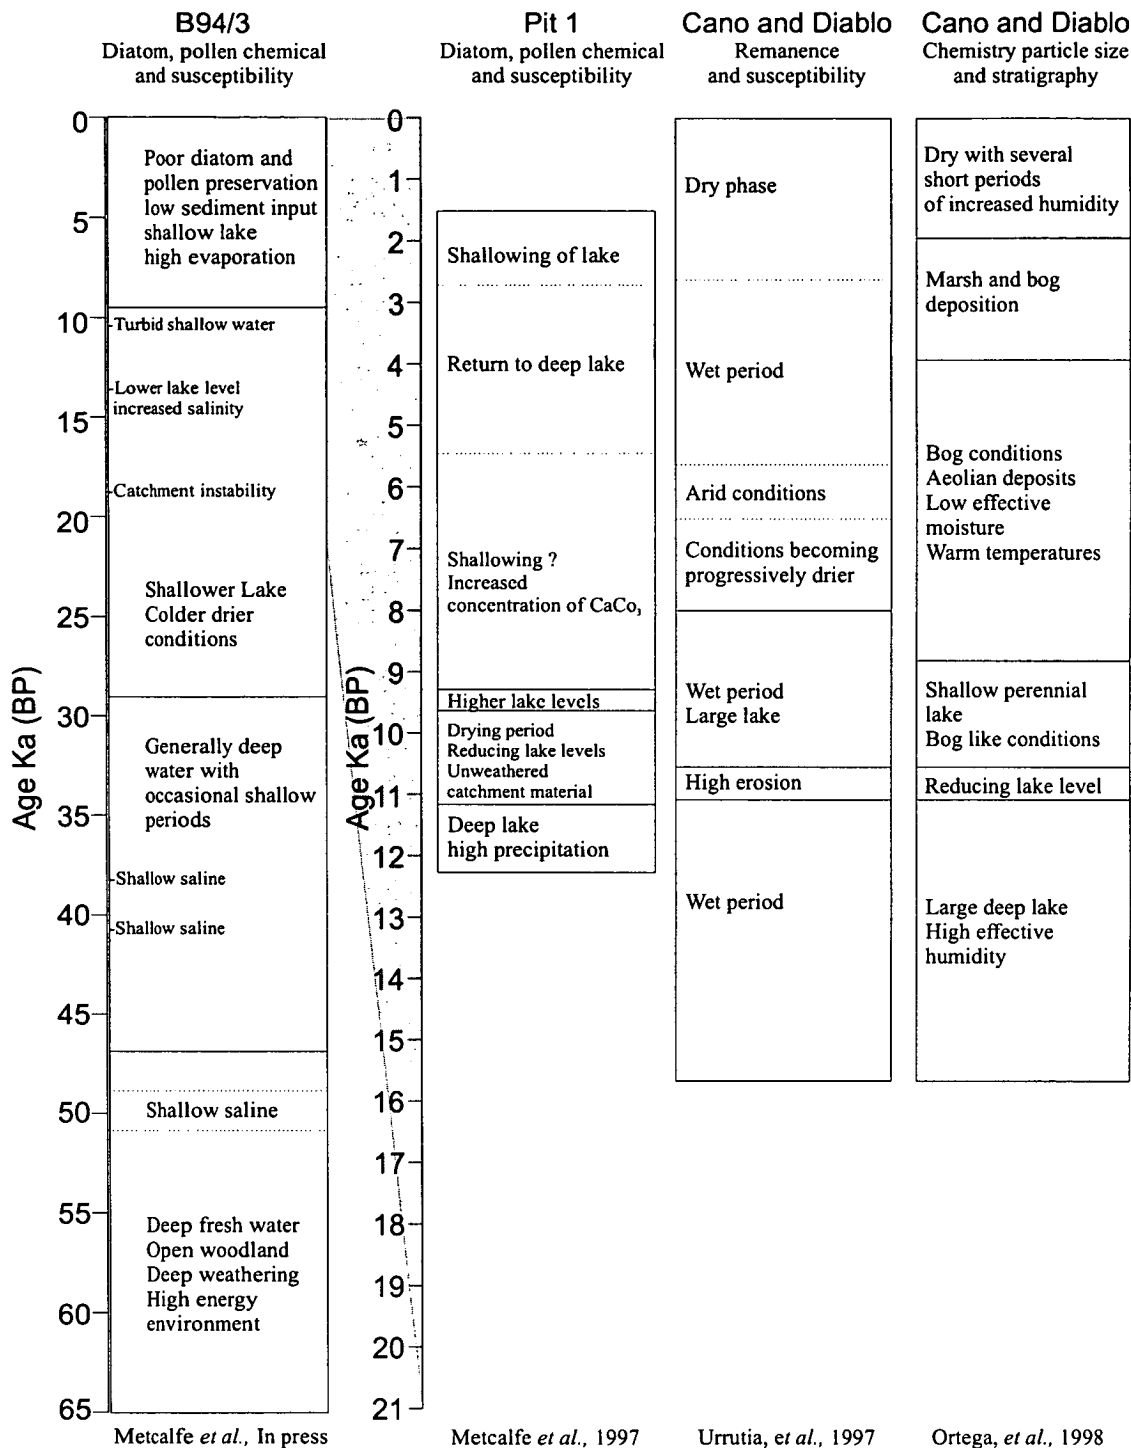 B94/3
Diatom, pollen chemical
and susceptibility
Pit 1
Diatom, pollen chemical
and susceptibility
Cano and Diablo
Remanence
and susceptibility
Cano and Diablo
Chemistry particle size
and stratigraphy
Age Ka (BP)
0
5
10
15
20
25
30
35
40
45
50
55
60
65
Poor diatom and
pollen preservation
low sediment input
shallow lake
high evaporation
Turbid shallow water
Lower lake level
increased salinity
Catchment instability
Shallower Lake
Colder drier
conditions
Generally deep
water with
occasional shallow
periods
Shallow saline
Shallow saline
Shallow saline
Deep fresh water
Open woodland
Deep weathering
High energy
environment
Metcalfe et al., In press
Age Ka (BP)
0
1
2
3
4
5
6
7
8
9
10
11
12
13
14
15
16
17
18
19
20
21
Shallowing of lake
Return to deep lake
Shallowing ?
Increased
concentration of CaCo₃
Higher lake levels
Drying period
Reducing lake levels
Unweathered
catchment material
Deep lake
high precipitation
Metcalfe et al., 1997
Dry phase
Wet period
Arid conditions
Conditions becoming
progressively drier
Wet period
Large lake
High erosion
Wet period
Urrutia, et al., 1997
Dry with several
short periods
of increased humidity
Marsh and bog
deposition
Bog conditions
Aeolian deposits
Low effective
moisture
Warm temperatures
Shallow perennial
lake
Bog like conditions
Reducing lake level
Large deep lake
High effective
humidity
Ortega, et al., 1998